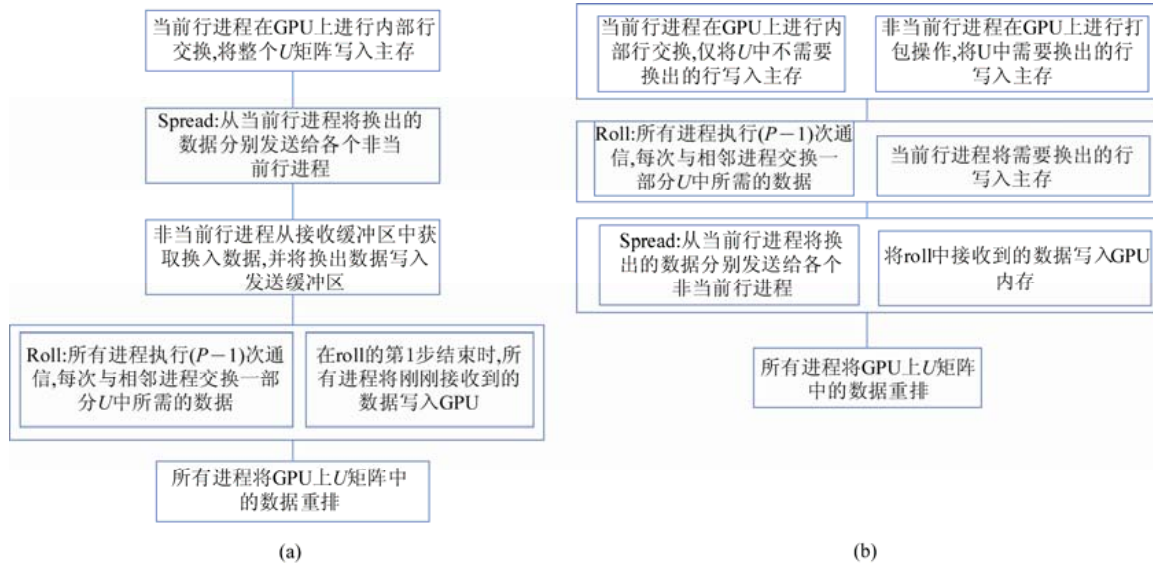 当前行进程在GPU上进行内部行
交换,将整个U矩阵写入主存
Spread:从当前行进程将换出的
数据分别发送给各个非当
前行进程
非当前行进程从接收缓冲区中获
取换入数据,并将换出数据写入
发送缓冲区
Roll:所有进程执行(P−1)次通
信,每次与相邻进程交换一部
分U中所需的数据
在roll的第1步结束时,所
有进程将刚刚接收到的
数据写入GPU
所有进程将GPU上U矩阵中
的数据重排
(a)
当前行进程在GPU上进行内部
行交换,仅将U中不需要
换出的行写入主存
非当前行进程在GPU上进行打
包操作,将U中需要换出的行
写入主存
Roll:所有进程执行(P−1)次通
信,每次与相邻进程交换一
部分U中所需的数据
当前行进程将需要换出的行
写入主存
Spread:从当前行进程将换
出的数据分别发送给各个
非当前行进程
将roll中接收到的数据写入GPU
内存
所有进程将GPU上U矩阵
中的数据重排
(b)